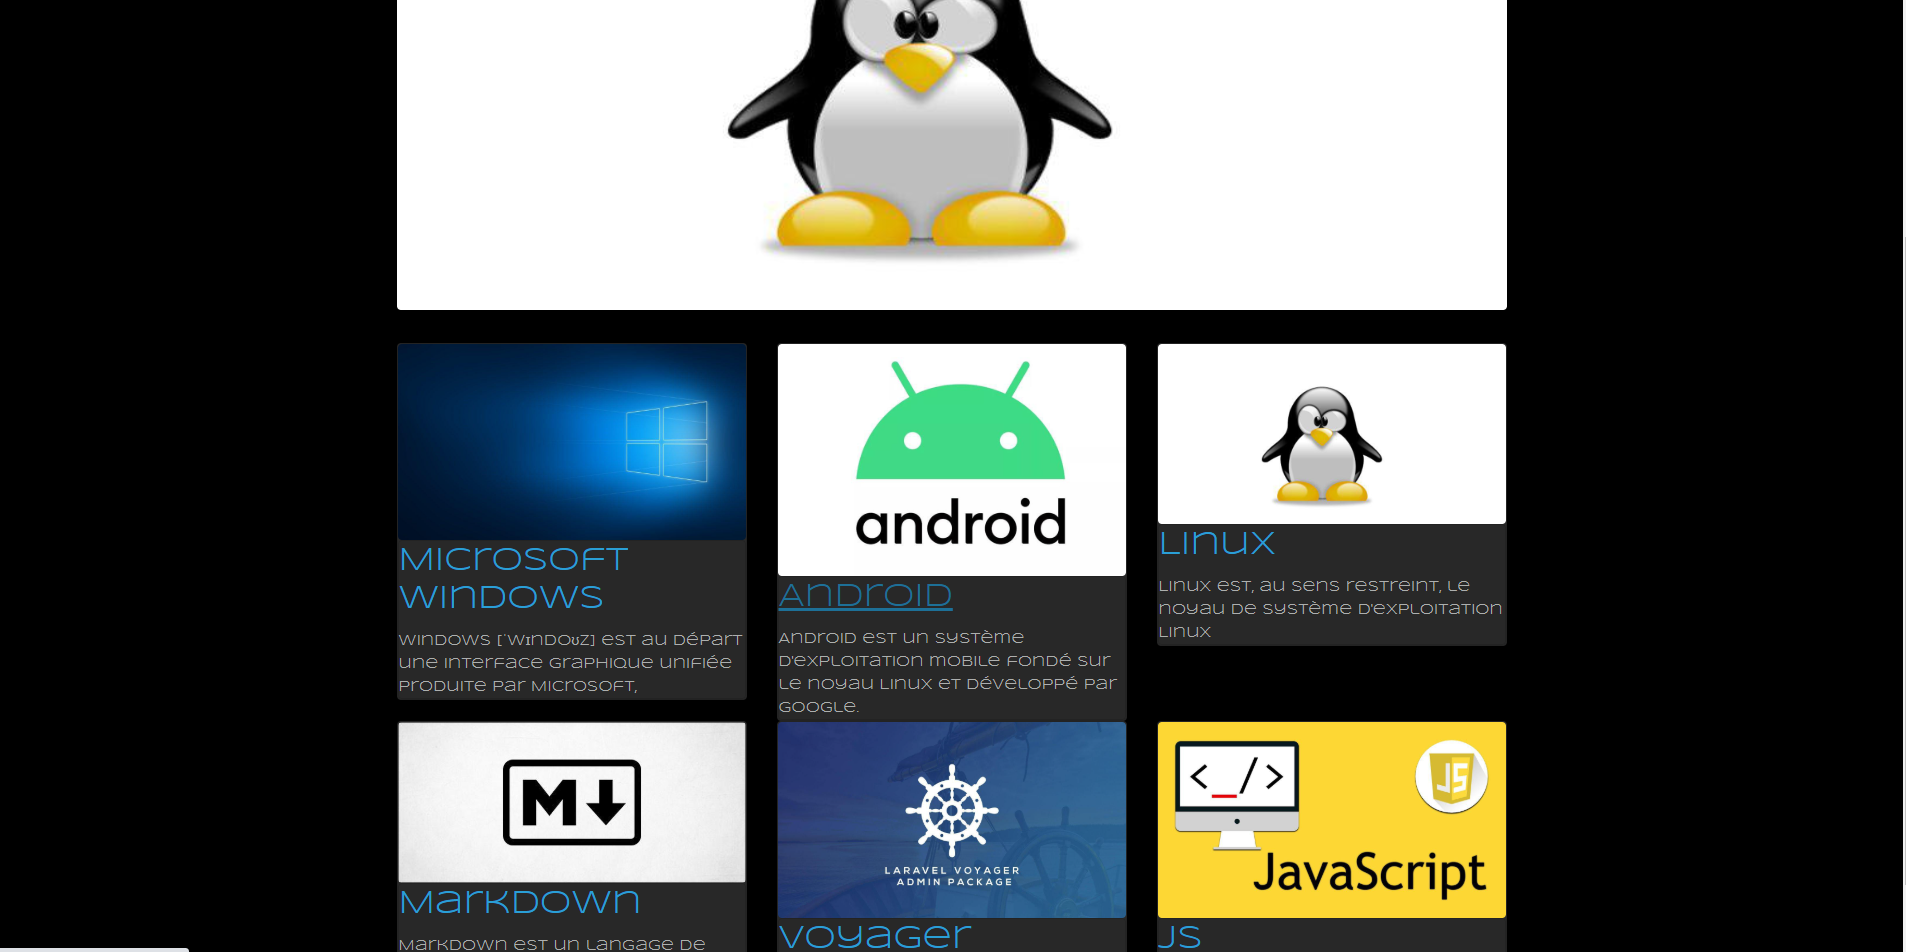 android
Microsoft
Windows
Windows [ˈwɪndoʊz] est au départ
une interface graphique unifiée
produite par Microsoft,
Android
Android est un système
d'exploitation mobile fondé sur
le noyau Linux et développé par
Google.
Linux
Linux est, au sens restreint, le
noyau de système d'exploitation
Linux
M
LARAVEL VOYAGER
ADMIN PACKAGE
<_/>
JS
JavaScript
Markdown
Markdown est un langage de
Voyager
JS